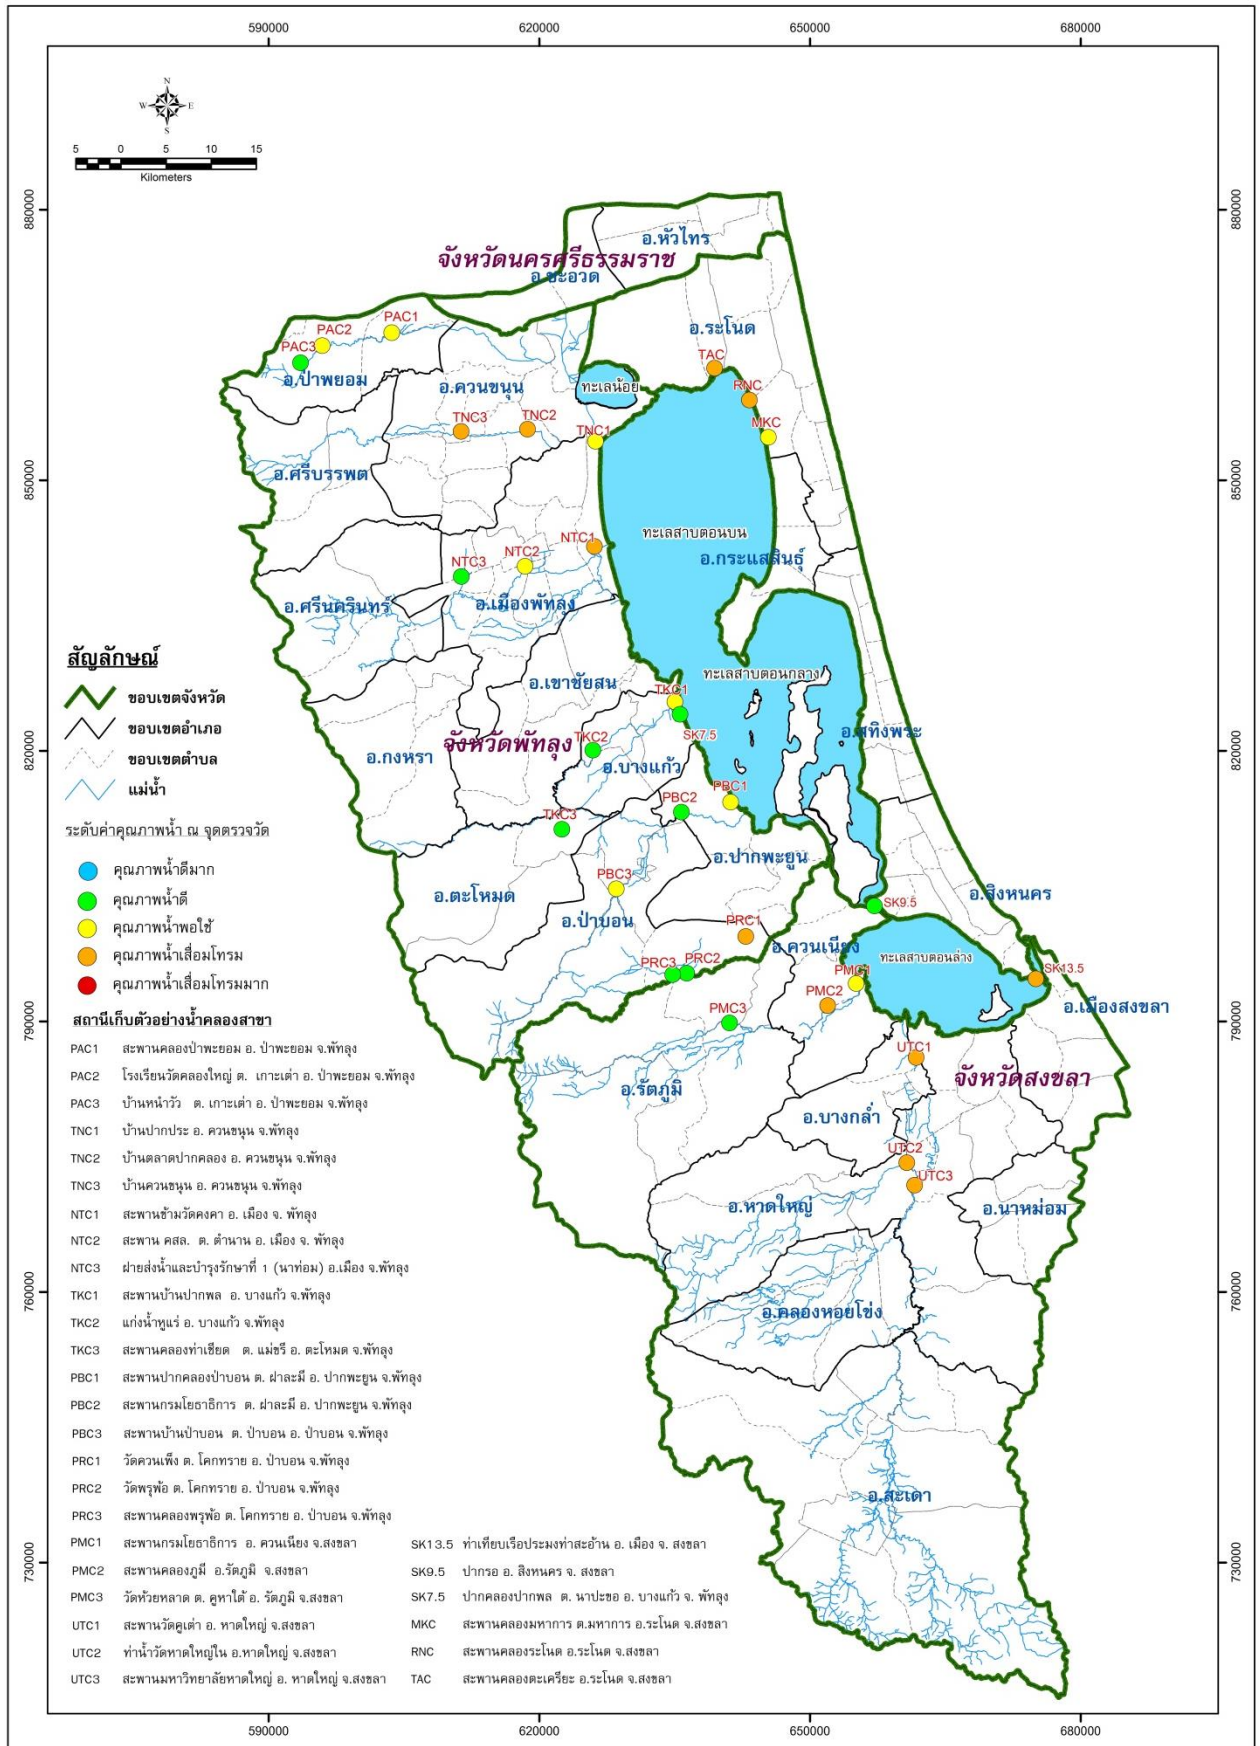 590000 620000 650000 680000
N
W E
S
5 0 5 10 15
Kilometers
880000 880000
อ.หัวไทร
จังหวัดนครศรีธรรมราช
อ.ชะอวด
PAC1
PAC2
PAC3
อ.ป่าพยอม
อ.ระโนด
TAC
อ.ควนขนุน
ทะเลน้อย
RNC
TNC3
TNC2
TNC1
MKC
อ.ศรีบรรพต
850000 850000
ทะเลสาบตอนบน
NTC1
NTC2
NTC3
อ.กระแสสินธุ์
อ.ศรีนครินทร์
อ.เมืองพัทลุง
สัญลักษณ์
ขอบเขตจังหวัด
ขอบเขตอำเภอ
ขอบเขตตำบล
แม่น้ำ
ทะเลสาบตอนกลาง
อ.เขาชัยสน
TKC1
SK7.5
TKC2
จังหวัดพัทลุง
อ.สทิงพระ
อ.กงหรา
อ.บางแก้ว
820000 820000
PBC1
PBC2
TKC3
ระดับค่าคุณภาพน้ำ ณ จุดตรวจวัด
คุณภาพน้ำดีมาก
คุณภาพน้ำดี
คุณภาพน้ำพอใช้
คุณภาพน้ำเสื่อมโทรม
คุณภาพน้ำเสื่อมโทรมมาก
อ.ปากพะยูน
PBC3
อ.ตะโหมด
อ.ป่าบอน
อ.สิงหนคร
SK9.5
PRC1
อ.ควนเนียง
ทะเลสาบตอนล่าง
PRC3
PRC2
PMC1
SK13.5
PMC2
อ.เมืองสงขลา
PMC3
790000 790000
UTC1
จังหวัดสงขลา
อ.รัตภูมิ
อ.บางกล่ำ
UTC2
UTC3
อ.หาดใหญ่
อ.นาหม่อม
760000 760000
อ.คลองหอยโข่ง
อ.สะเดา
730000 730000
สถานีเก็บตัวอย่างน้ำคลองสาขา
PAC1 สะพานคลองป่าพะยอม อ. ป่าพะยอม จ.พัทลุง
PAC2 โรงเรียนวัดคลองใหญ่ ต. เกาะเต่า อ. ป่าพะยอม จ.พัทลุง
PAC3 บ้านหนำวัว ต. เกาะเต่า อ. ป่าพะยอม จ.พัทลุง
TNC1 บ้านปากประ อ. ควนขนุน จ.พัทลุง
TNC2 บ้านตลาดปากคลอง อ. ควนขนุน จ.พัทลุง
TNC3 บ้านควนขนุน อ. ควนขนุน จ.พัทลุง
NTC1 สะพานข้ามวัดคงคา อ. เมือง จ. พัทลุง
NTC2 สะพาน คสล. ต. ตำนาน อ. เมือง จ. พัทลุง
NTC3 ฝายส่งน้ำและบำรุงรักษาที่ 1 (นาท่อม) อ.เมือง จ.พัทลุง
TKC1 สะพานบ้านปากพล อ. บางแก้ว จ.พัทลุง
TKC2 แก่งน้ำหูแร่ อ. บางแก้ว จ.พัทลุง
TKC3 สะพานคลองท่าเชียด ต. แม่ขรี อ. ตะโหมด จ.พัทลุง
PBC1 สะพานปากคลองป่าบอน ต. ฝาละมี อ. ปากพะยูน จ.พัทลุง
PBC2 สะพานกรมโยธาธิการ ต. ฝาละมี อ. ปากพะยูน จ.พัทลุง
PBC3 สะพานบ้านป่าบอน ต. ป่าบอน อ. ป่าบอน จ.พัทลุง
PRC1 วัดควนเพ็ง ต. โคกทราย อ. ป่าบอน จ.พัทลุง
PRC2 วัดพรุพ้อ ต. โคกทราย อ. ป่าบอน จ.พัทลุง
PRC3 สะพานคลองพรุพ้อ ต. โคกทราย อ. ป่าบอน จ.พัทลุง
PMC1 สะพานกรมโยธาธิการ อ. ควนเนียง จ.สงขลา
PMC2 สะพานคลองภูมี อ.รัตภูมิ จ.สงขลา
PMC3 วัดห้วยหลาด ต. คูหาใต้ อ. รัตภูมิ จ.สงขลา
UTC1 สะพานวัดคูเต่า อ. หาดใหญ่ จ.สงขลา
UTC2 ท่าน้ำวัดหาดใหญ่ใน อ.หาดใหญ่ จ.สงขลา
UTC3 สะพานมหาวิทยาลัยหาดใหญ่ อ. หาดใหญ่ จ.สงขลา
SK13.5 ท่าเทียบเรือประมงท่าสะอ้าน อ. เมือง จ. สงขลา
SK9.5 ปากรอ อ. สิงหนคร จ. สงขลา
SK7.5 ปากคลองปากพล ต. นาปะขอ อ. บางแก้ว จ. พัทลุง
MKC สะพานคลองมหาการ ต.มหาการ อ.ระโนด จ.สงขลา
RNC สะพานคลองระโนด อ.ระโนด จ.สงขลา
TAC สะพานคลองตะเครียะ อ.ระโนด จ.สงขลา
590000 620000 650000 680000